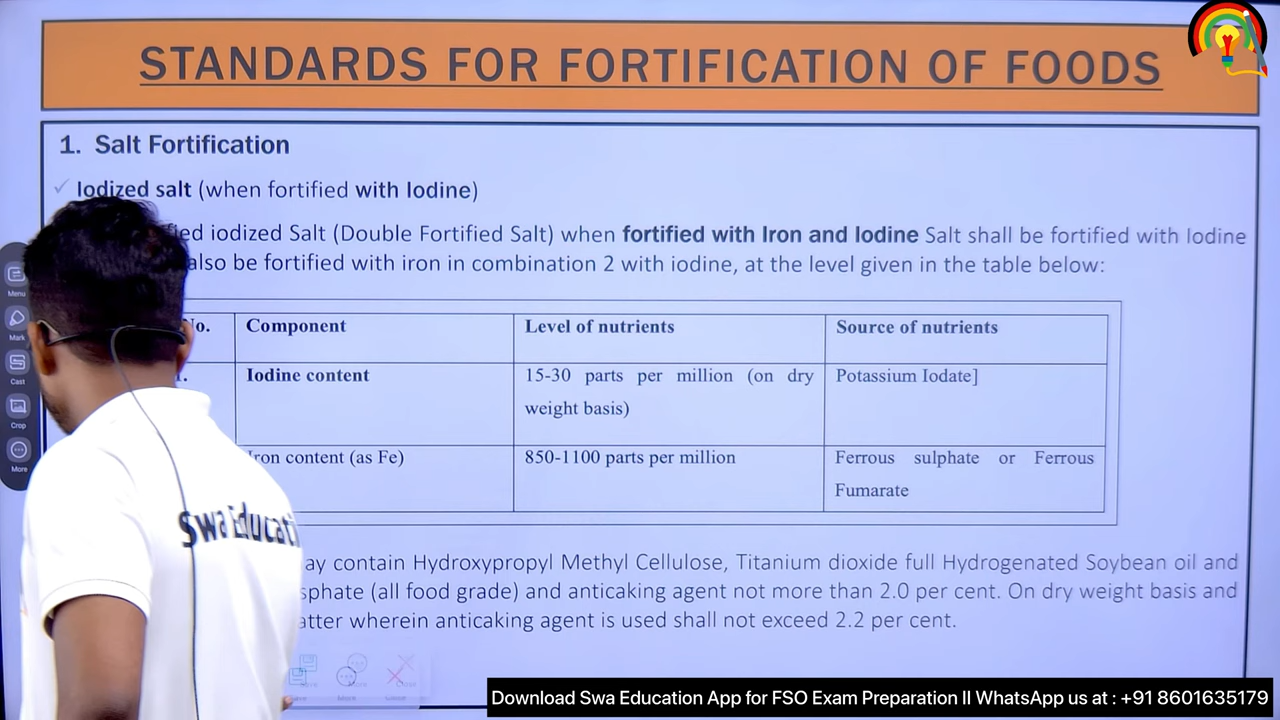 STANDARDS FOR FORTIFICATION OF FOODS
1. Salt Fortification
✓ Iodized salt (when fortified with Iodine)
iodized Salt (Double Fortified Salt) when fortified with Iron and Iodine Salt shall be fortified with Iodine
also be fortified with iron in combination 2 with iodine, at the level given in the table below:
No. Component Level of nutrients Source of nutrients
Iodine content 15-30 parts per million (on dry Potassium Iodate]
weight basis)
Iron content (as Fe) 850-1100 parts per million Ferrous sulphate or Ferrous
Fumarate
contain Hydroxypropyl Methyl Cellulose, Titanium dioxide full Hydrogenated Soybean oil and
(all food grade) and anticaking agent not more than 2.0 per cent. On dry weight basis and
wherein anticaking agent is used shall not exceed 2.2 per cent.
Menu
Mark
Cast
Crop
More
Swa Educati
More
Download Swa Education App for FSO Exam Preparation II WhatsApp us at : +91 8601635179